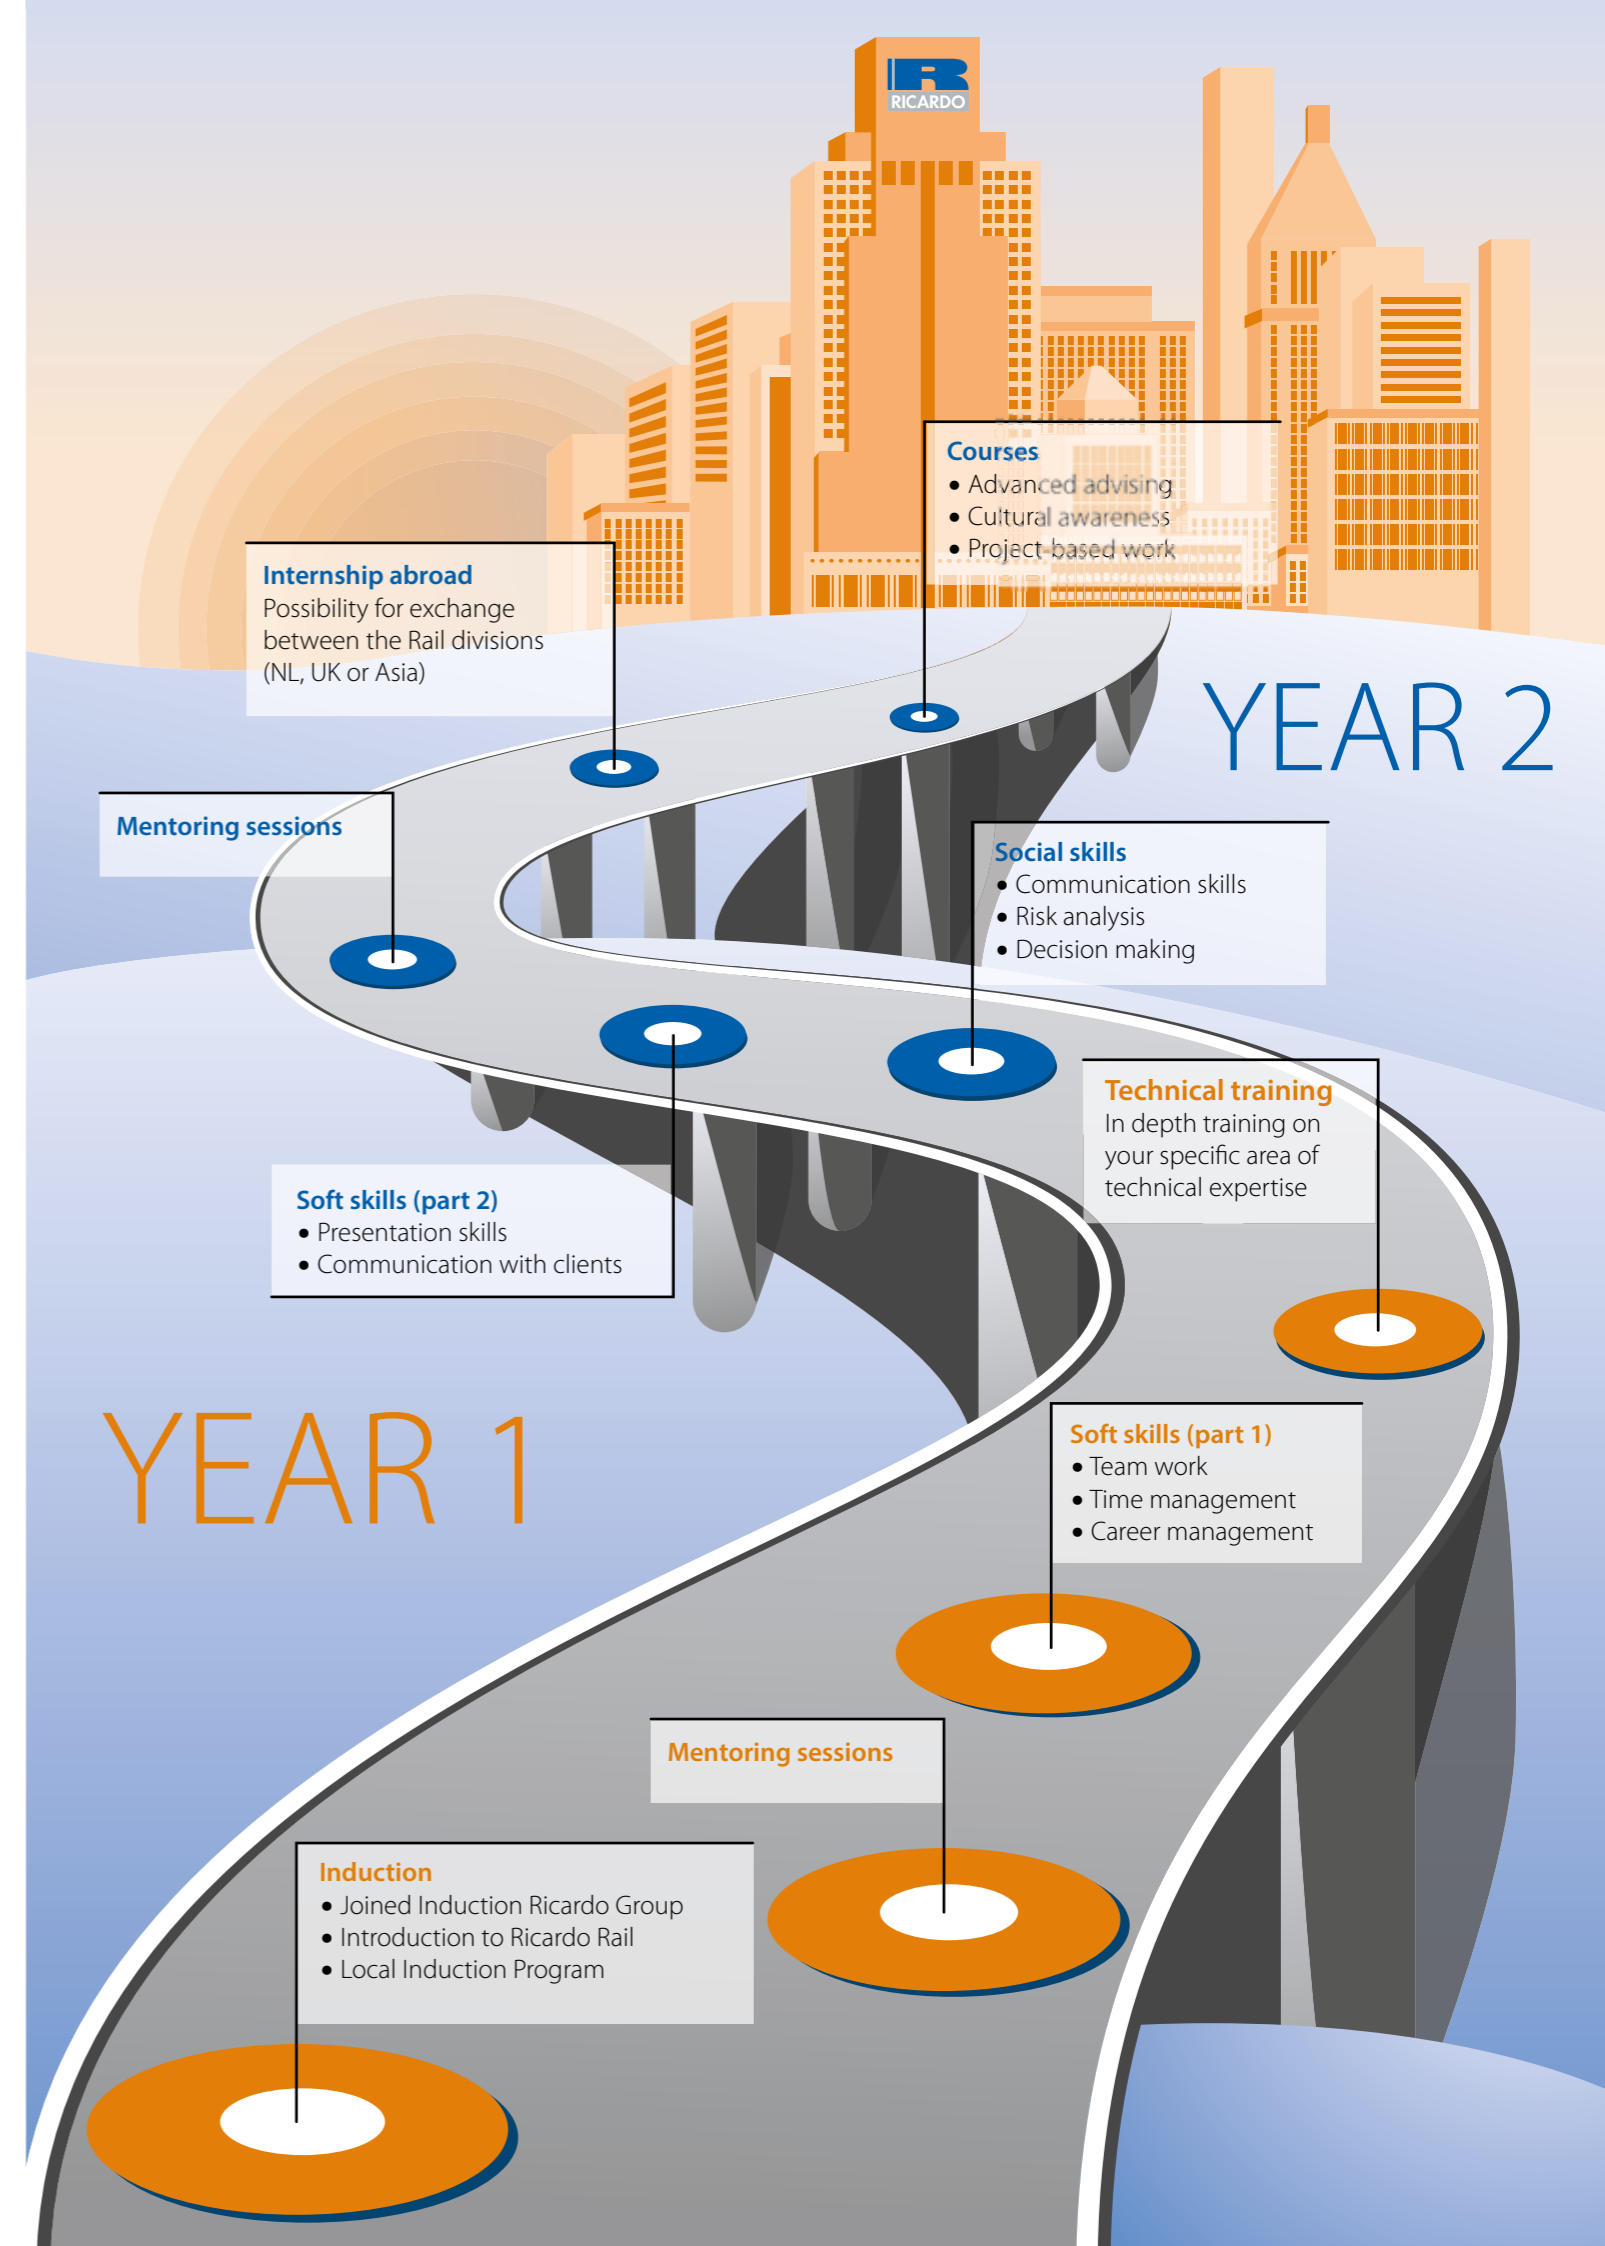 RICARDO
Courses
• Advanced advising
• Cultural awareness
• Project-based work
Internship abroad
Possibility for exchange
between the Rail divisions
(NL, UK or Asia)
YEAR 2
Mentoring sessions
Social skills
• Communication skills
• Risk analysis
• Decision making
Technical training
In depth training on
your specific area of
technical expertise
Soft skills (part 2)
• Presentation skills
• Communication with clients
YEAR 1
Soft skills (part 1)
• Team work
• Time management
• Career management
Mentoring sessions
Induction
• Joined Induction Ricardo Group
• Introduction to Ricardo Rail
• Local Induction Program